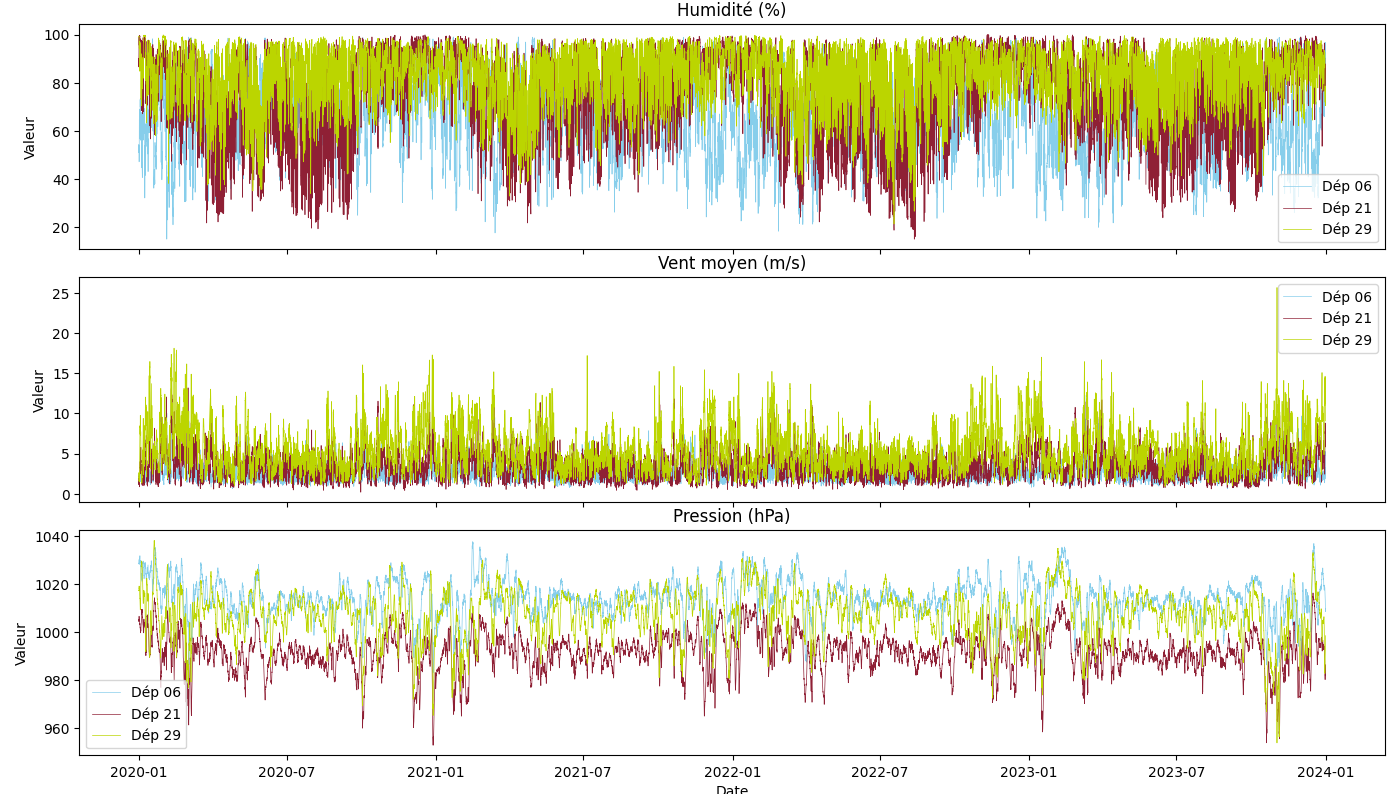 Humidité (%)
100
80
60
40
20
Valeur
Dép 06
Dép 21
Dép 29
Vent moyen (m/s)
25
20
15
10
5
0
Valeur
Dép 06
Dép 21
Dép 29
Pression (hPa)
1040
1020
1000
980
960
Valeur
Dép 06
Dép 21
Dép 29
2020-01 2020-07 2021-01 2021-07 2022-01 2022-07 2023-01 2023-07 2024-01
Date